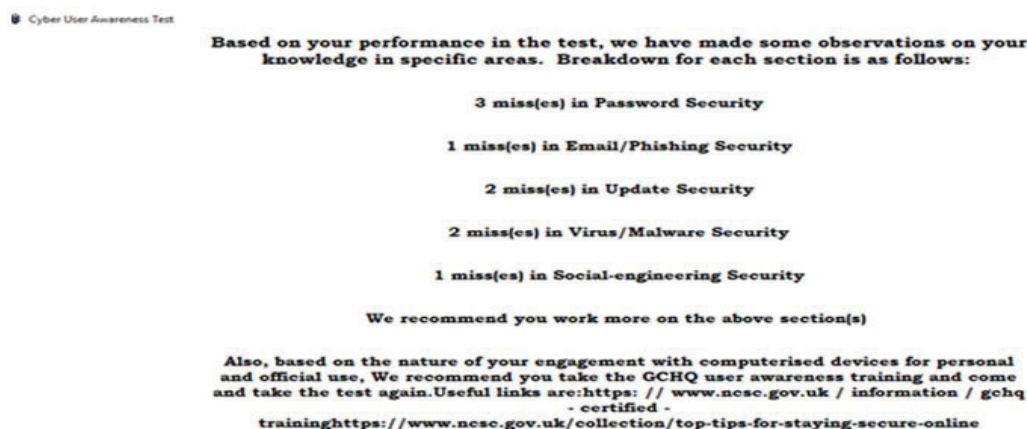 Cyber User Awareness Test
Based on your performance in the test, we have made some observations on your
knowledge in specific areas. Breakdown for each section is as follows:
3 miss(es) in Password Security
1 miss(es) in Email/Phishing Security
2 miss(es) in Update Security
2 miss(es) in Virus/Malware Security
1 miss(es) in Social-engineering Security
We recommend you work more on the above section(s)
Also, based on the nature of your engagement with computerised devices for personal
and official use, We recommend you take the GCHQ user awareness training and come
and take the test again.Useful links are:https: // www.ncsc.gov.uk / information / gchq
- certified -
traininghttps://www.ncsc.gov.uk/collection/top-tips-for-staying-secure-online